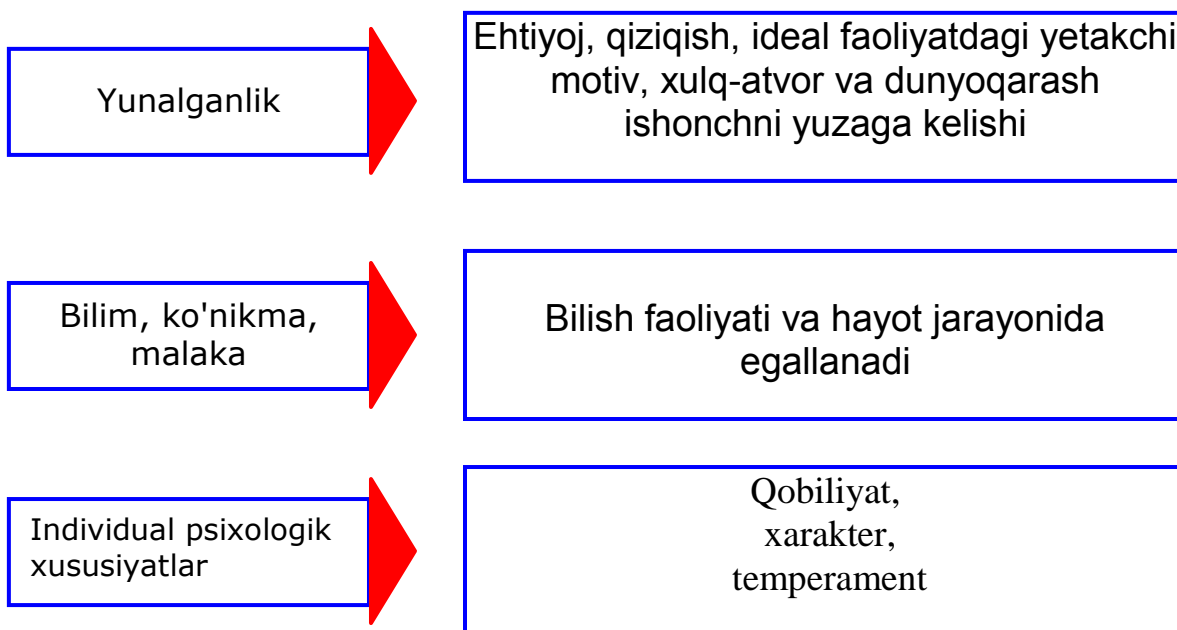 Yunalganlik
Ehtiyoj, qiziqish, ideal faoliyatdagi yetakchi
motiv, xulq-atvor va dunyoqarash
ishonchni yuzaga kelishi
Bilim, ko'nikma,
malaka
Bilish faoliyati va hayot jarayonida
egallanadi
Individual psixologik
xususiyatlar
Qobiliyat,
xarakter,
temperament